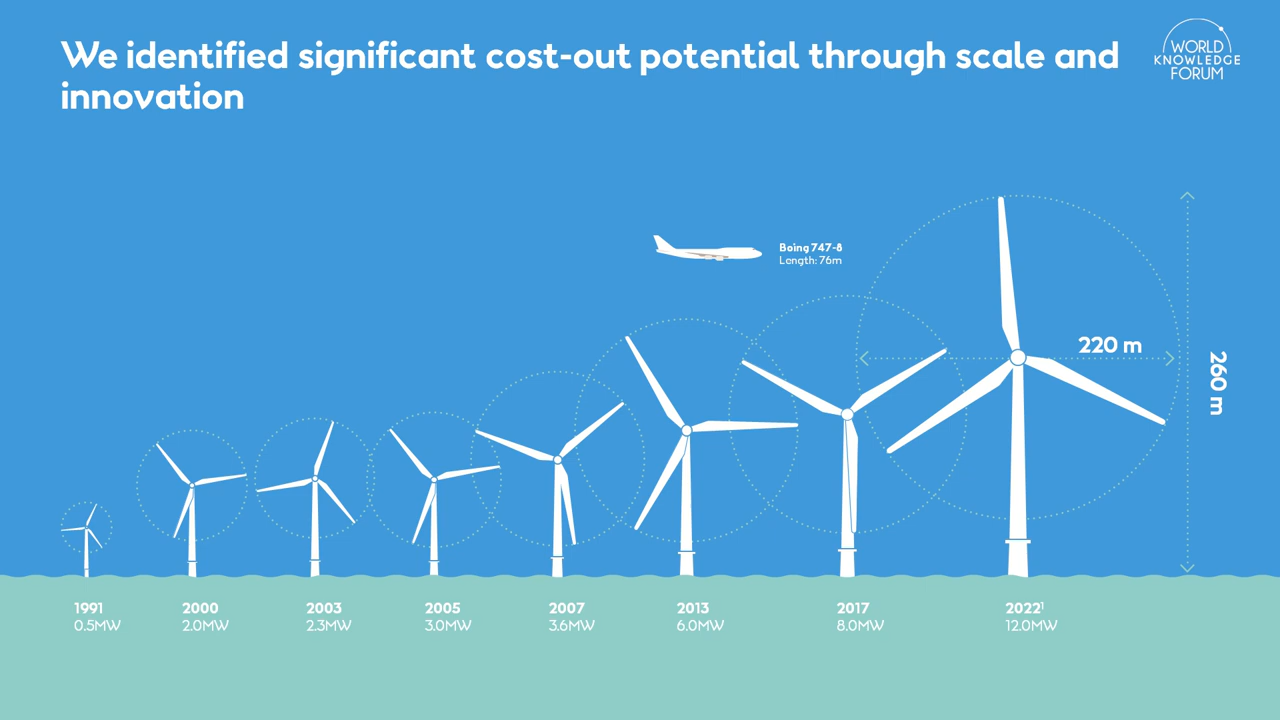 We identified significant cost-out potential through scale and
innovation
WORLD
KNOWLEDGE
FORUM
Boing 747-8
Length: 76m
220 m
260 m
1991
0.5MW
2000
2.0MW
2003
2.3MW
2005
3.0MW
2007
3.6MW
2013
6.0MW
2017
8.0MW
2022¹
12.0MW